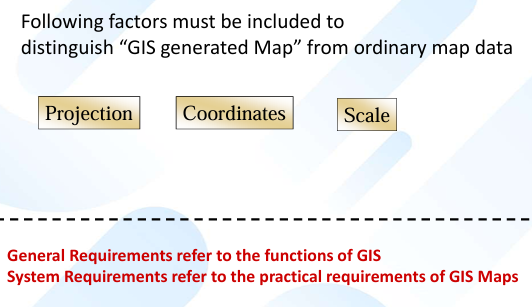 Following factors must be included to
distinguish “GIS generated Map” from ordinary map data
Projection
Coordinates
Scale
General Requirements refer to the functions of GIS
System Requirements refer to the practical requirements of GIS Maps